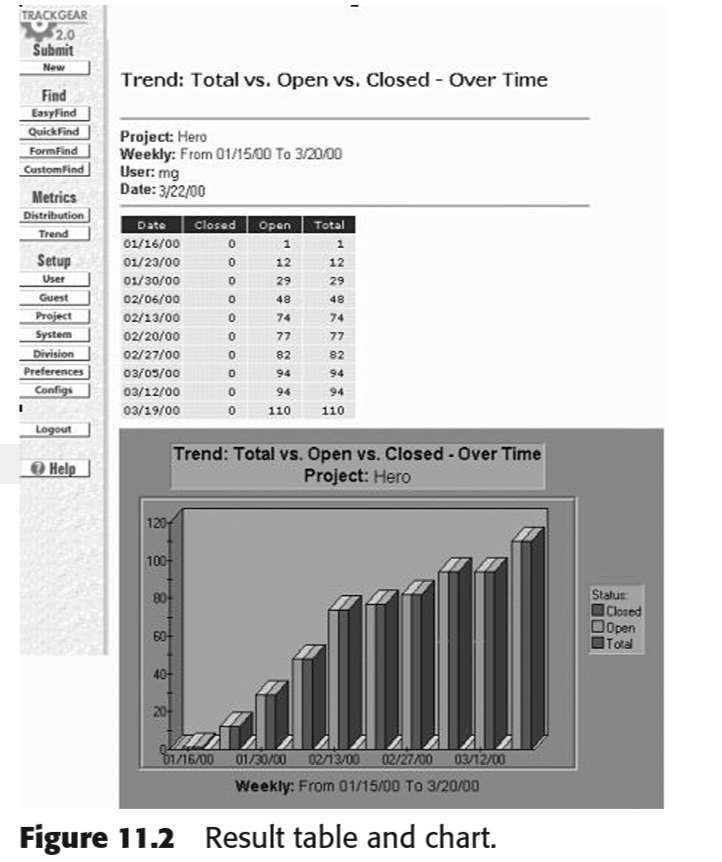 TRACKGEAR
2.0
Submit
New
Find
EasyFind
QuickFind
FormFind
CustomFind
Metrics
Distribution
Trend
Setup
User
Guest
Project
System
Division
Preferences
Configs
Logout
? Help
Trend: Total vs. Open vs. Closed - Over Time
Project: Hero
Weekly: From 01/15/00 To 3/20/00
User: mg
Date: 3/22/00
Date Closed Open Total
01/16/00 0 1 1
01/23/00 0 12 12
01/30/00 0 29 29
02/06/00 0 48 48
02/13/00 0 74 74
02/20/00 0 77 77
02/27/00 0 82 82
03/05/00 0 94 94
03/12/00 0 94 94
03/19/00 0 110 110
Trend: Total vs. Open vs. Closed - Over Time
Project: Hero
120
100
80
60
40
20
0
01/16/00 01/30/00 02/13/00 02/27/00 03/12/00
Status:
Closed
Open
Total
Weekly: From 01/15/00 To 3/20/00
Figure 11.2 Result table and chart.